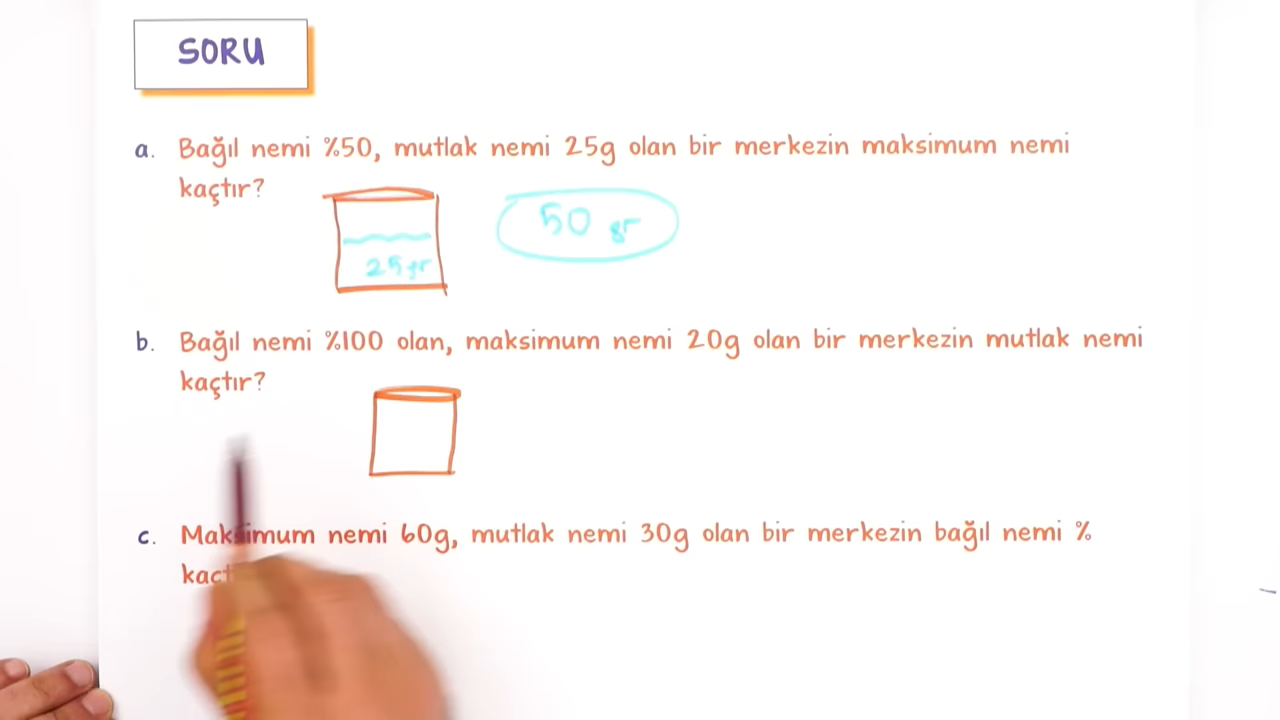 SORU
a. Bağıl nemi %50, mutlak nemi 25g olan bir merkezin maksimum nemi
kaçtır?
50 gr
25 gr
b. Bağıl nemi %100 olan, maksimum nemi 20g olan bir merkezin mutlak nemi
kaçtır?
c. Maksimum nemi 60g, mutlak nemi 30g olan bir merkezin bağıl nemi %